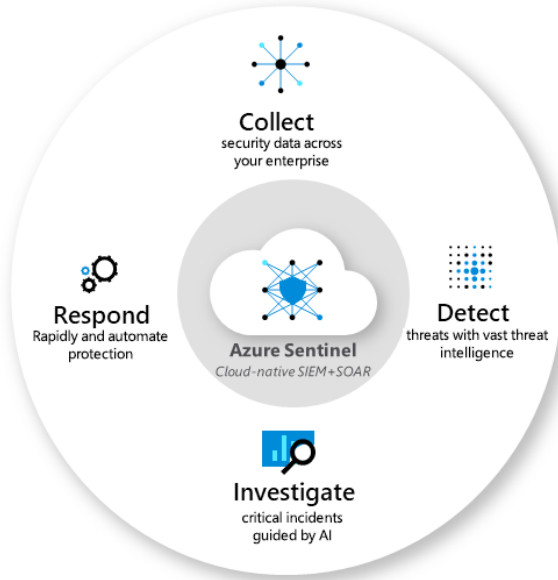 Collect
security data across
your enterprise
Respond
Rapidly and automate
protection
Azure Sentinel
Cloud-native SIEM+SOAR
Detect
threats with vast threat
intelligence
Investigate
critical incidents
guided by AI